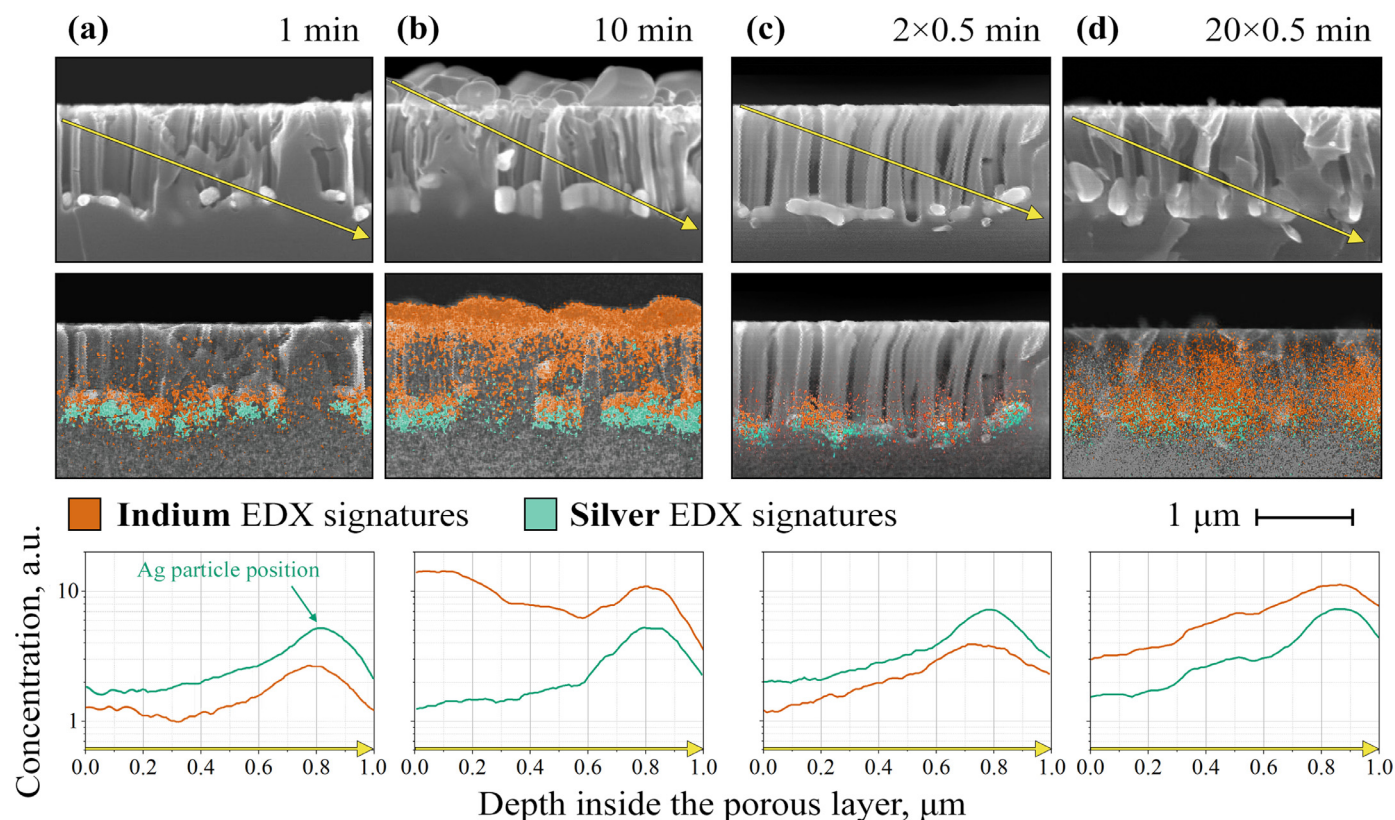 (a) 1 min (b) 10 min (c) 2×0.5 min (d) 20×0.5 min
Indium EDX signatures Silver EDX signatures 1 μm
Concentration, a.u.
10
1
Ag particle position
0.0 0.2 0.4 0.6 0.8 1.0 0.0 0.2 0.4 0.6 0.8 1.0 0.0 0.2 0.4 0.6 0.8 1.0 0.0 0.2 0.4 0.6 0.8 1.0
Depth inside the porous layer, μm